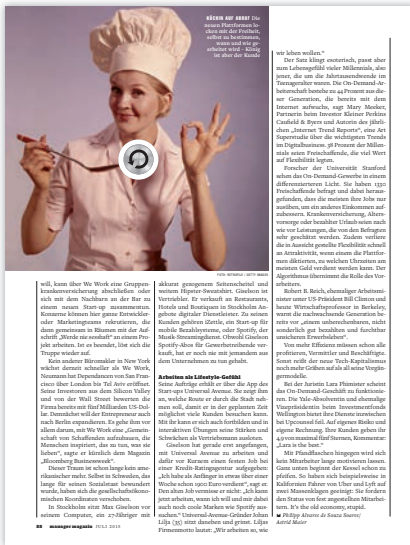 KÖCHIN AUF ABRUF Die
neuen Plattformen lo-
cken mit der Freiheit,
selbst zu bestimmen,
wann und wie ge-
arbeitet wird – König
ist aber der Kunde
will, kann über We Work eine Gruppen-
krankenversicherung abschließen oder
sich mit dem Nachbarn an der Bar zu
einem neuen Start-up zusammentun.
Konzerne können hier ganze Entwickler-
oder Marketingteams rekrutieren, die
dann gemeinsam in Räumen mit der Auf-
schrift „Werde nie seßhaft“ an einem Pro-
jekt arbeiten. Ist es beendet, löst sich die
Truppe wieder auf.
Kein anderer Büromakler in New York
wächst derzeit schneller als We Work,
Neumann hat Dependancen von San Fran-
cisco über London bis Tel Aviv eröffnet.
Seine Investoren aus dem Silicon Valley
und von der Wall Street bewerten die
Firma bereits mit fünf Milliarden US-Dol-
lar. Demnächst will der Entrepreneur auch
nach Berlin expandieren. Es gehe ihm vor
allem darum, mit We Work eine „Gemein-
schaft von Schaffenden aufzubauen, die
Menschen inspiriert, das zu tun, was sie
lieben“, sagte er kürzlich dem Magazin
„Bloomberg Businessweek“.
Dieser Traum ist schon lange kein ame-
rikanischer mehr. Selbst in Schweden, das
lange für seinen Sozialstaat bewundert
wurde, haben sich die gesellschaftsökono-
mischen Koordinaten verschoben.
In Stockholm sitzt Max Giselson vor
seinem Computer, ein 27-Jähriger mit
88 manager magazin JULI 2015
akkurat gezogenem Seitenscheitel und
weitem Hipster-Sweatshirt. Giselson ist
Vertriebler. Er verkauft an Restaurants,
Hotels und Boutiquen in Stockholm An-
gebote digitaler Dienstleister. Zu seinen
Kunden gehören iZettle, ein Start-up für
mobile Bezahlsysteme, oder Spotify, der
Musik-Streamingdienst. Obwohl Giselson
Spotify-Abos für Gewerbetreibende ver-
kauft, hat er noch nie mit jemandem aus
dem Unternehmen zu tun gehabt.
Arbeiten als Lifestyle-Gefühl
Seine Aufträge erhält er über die App des
Start-ups Universal Avenue. Sie zeigt ihm
an, welche Route er durch die Stadt neh-
men soll, damit er in der geplanten Zeit
möglichst viele Kunden besuchen kann.
Mit ihr kann er sich auch fortbilden und in
interaktiven Übungen seine Stärken und
Schwächen als Vertriebsmann ausloten.
Giselson hat gerade erst angefangen,
mit Universal Avenue zu arbeiten und
dafür vor Kurzem einen festen Job bei
einer Kredit-Ratingagentur aufgegeben:
„Ich habe als Anfänger in etwas über einer
Woche schon 1900 Euro verdient“, sagt er.
Den alten Job vermisse er nicht: „Ich kann
jetzt arbeiten, wann ich will und mit dabei
auch noch coole Marken wie Spotify aus-
suchen.“ Universal-Avenue-Gründer Johan
Lilja (35) sitzt daneben und grinst. Liljas
Firmenmotto lautet: „Wir arbeiten so, wie
wir leben wollen.“
Der Satz klingt esoterisch, passt aber
zum Lebensgefühl vieler Millennials, also
jener, die um die Jahrtausendwende im
Teenageralter waren. Die On-Demand-Ar-
beiterschaft bestehe zu 44 Prozent aus die-
ser Generation, die bereits mit dem
Internet aufwuchs, sagt Mary Meeker,
Partnerin beim Investor Kleiner Perkins
Caufield & Byers und Autorin des jährli-
chen „Internet Trend Reports“, eine Art
Superstudie über die wichtigsten Trends
im Digitalbusiness. 38 Prozent der Millen-
nials seien Freischaffende, die viel Wert
auf Flexibilität legten.
Forscher der Universität Stanford
sehen das On-Demand-Gewerbe in einem
differenzierteren Licht. Sie haben 1330
Freischaffende befragt und dabei heraus-
gefunden, dass die meisten ihre Jobs nur
ausüben, um ein anderes Einkommen auf-
zubessern. Krankenversicherung, Alters-
vorsorge oder bezahlter Urlaub seien nach
wie vor Leistungen, die von den Befragten
sehr geschätzt werden. Zudem verliere
die in Aussicht gestellte Flexibilität schnell
an Attraktivität, wenn einem die Plattfor-
men diktierten, zu welchen Uhrzeiten am
meisten Geld verdient werden kann. Der
Algorithmus übernimmt die Rolle des Vor-
arbeiters.
Robert B. Reich, ehemaliger Arbeitsmi-
nister unter US-Präsident Bill Clinton und
heute Wirtschaftsprofessor in Berkeley,
warnt die nachwachsende Generation be-
reits vor „einem unberechenbaren, nicht
sonderlich gut bezahlten und furchtbar
unsicheren Erwerbsleben“.
Von mehr Effizienz müssen schon alle
profitieren, Vermittler und Beschäftigte.
Sonst reißt der neue Tech-Kapitalismus
noch mehr Gräben auf als all seine Vorgän-
germodelle.
Bei der Juristin Lara Pfomister scheint
das On-Demand-Geschäft zu funktionie-
ren. Die Yale-Absolventin und ehemalige
Vizepräsidentin beim Investmentfonds
Wellington bietet ihre Dienste inzwischen
bei Upcounsel feil. Auf eigenes Risiko und
eigene Rechnung. Ihre Kunden geben ihr
4,9 von maximal fünf Sternen, Kommentar:
„Lara is the best.“
Mit Pfandflaschen hingegen wird sich
kein Mitarbeiter lange motivieren lassen.
Ganz unten beginnt der Kessel schon zu
pfeifen. So haben sich beispielsweise in
Kalifornien Fahrer von Uber und Lyft auf
zwei Massenklagen geeinigt: Sie fordern
den Status von fest angestellten Mitarbei-
tern. It's the old economy, stupid.
Philipp Alvares de Souza Soares/
Astrid Maier